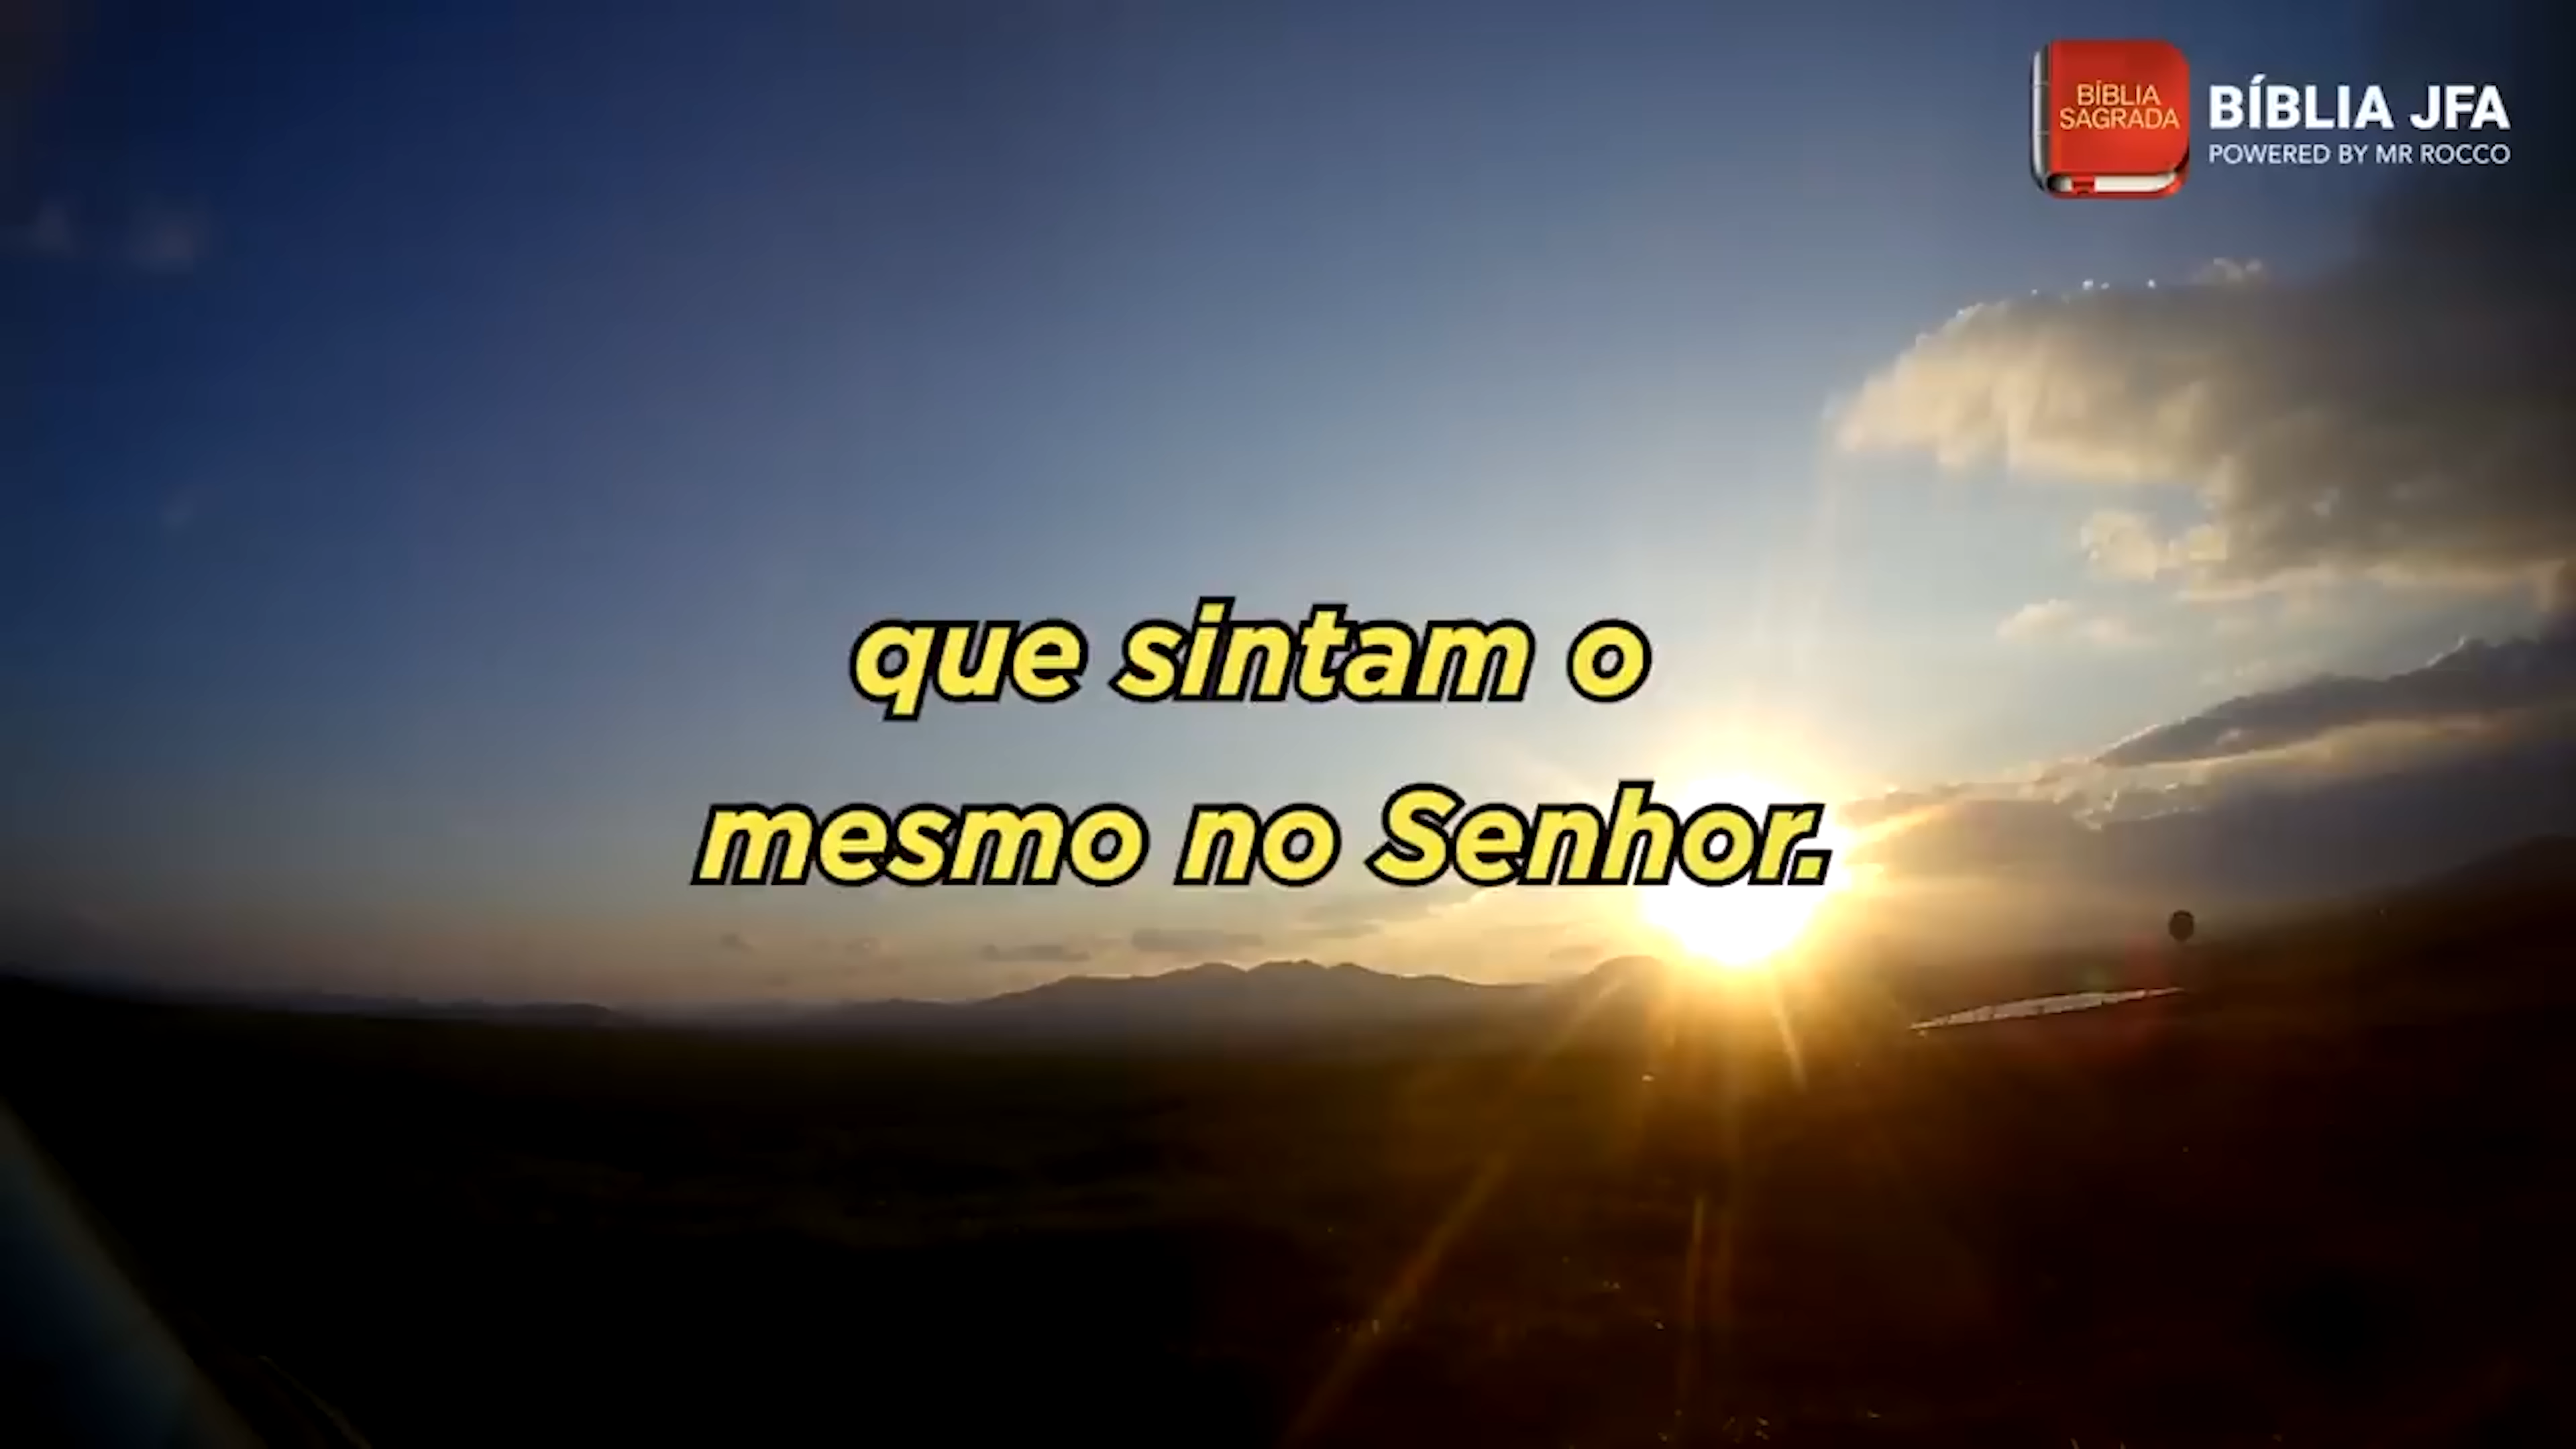 BÍBLIA
SAGRADA
BÍBLIA JFA
POWERED BY MR ROCCO
que sintam o
mesmo no Senhor.